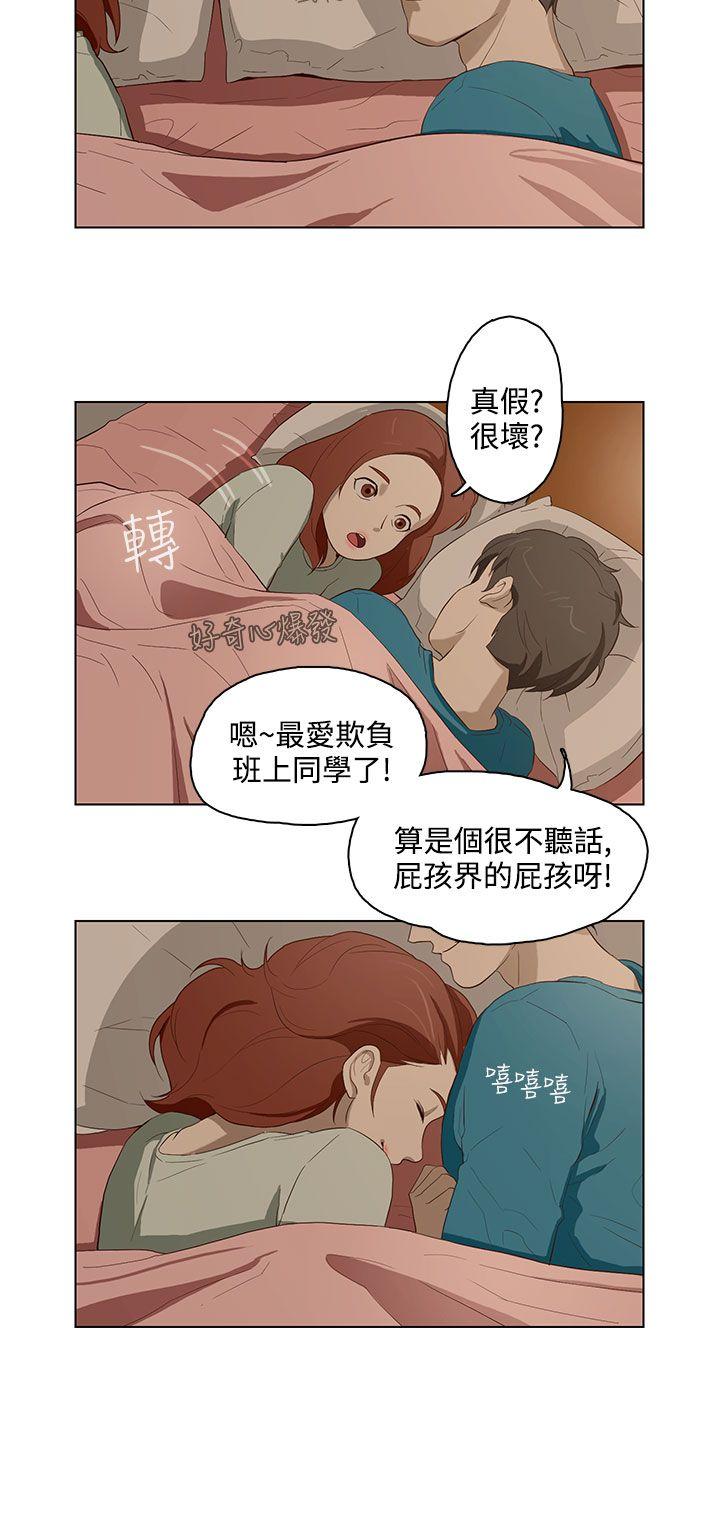 真假?
很壞?
轉
好奇心爆發
嗯~最愛欺負
班上同學了!
算是個很不聽話,
屁孩界的屁孩呀!
嘻嘻嘻